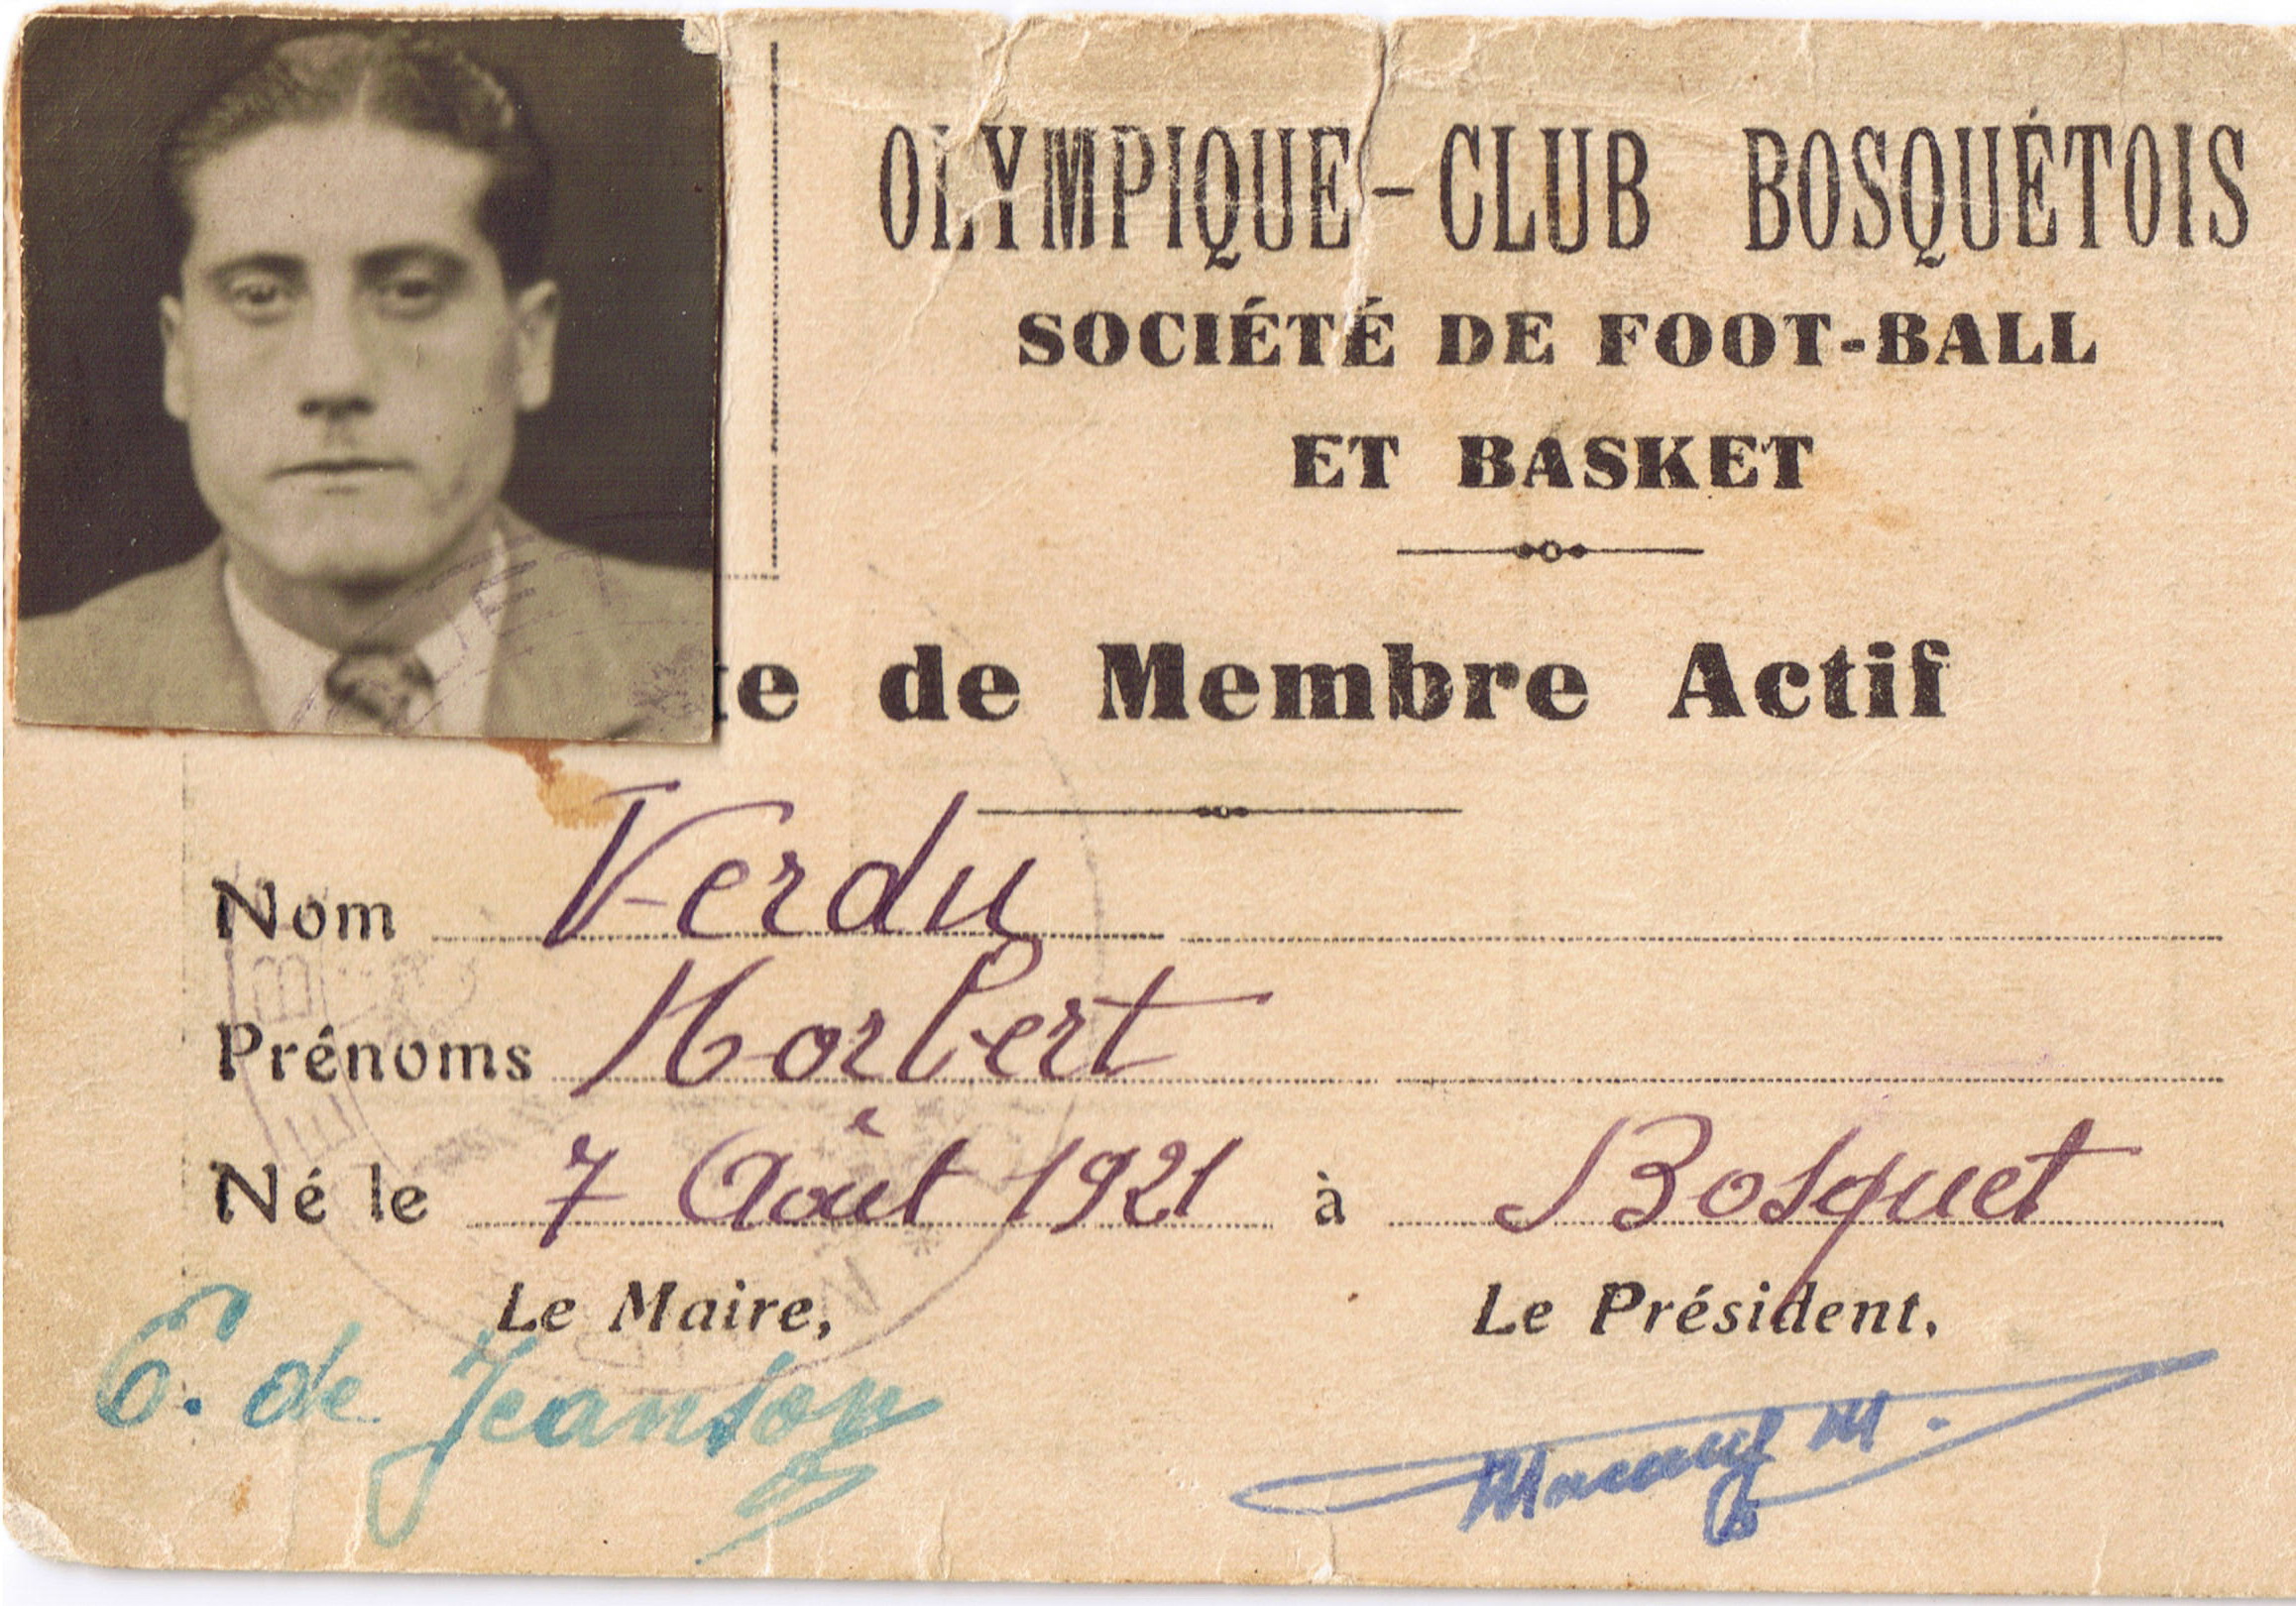 OLYMPIQUE-CLUB BOSQUÉTOIS
SOCIÉTÉ DE FOOT-BALL
ET BASKET
te de Membre Actif
Nom Verdu
Prénoms Norbert
Né le 7 Août 1921 à Bosquet
Le Maire, Le Président,
E. de Jeanson